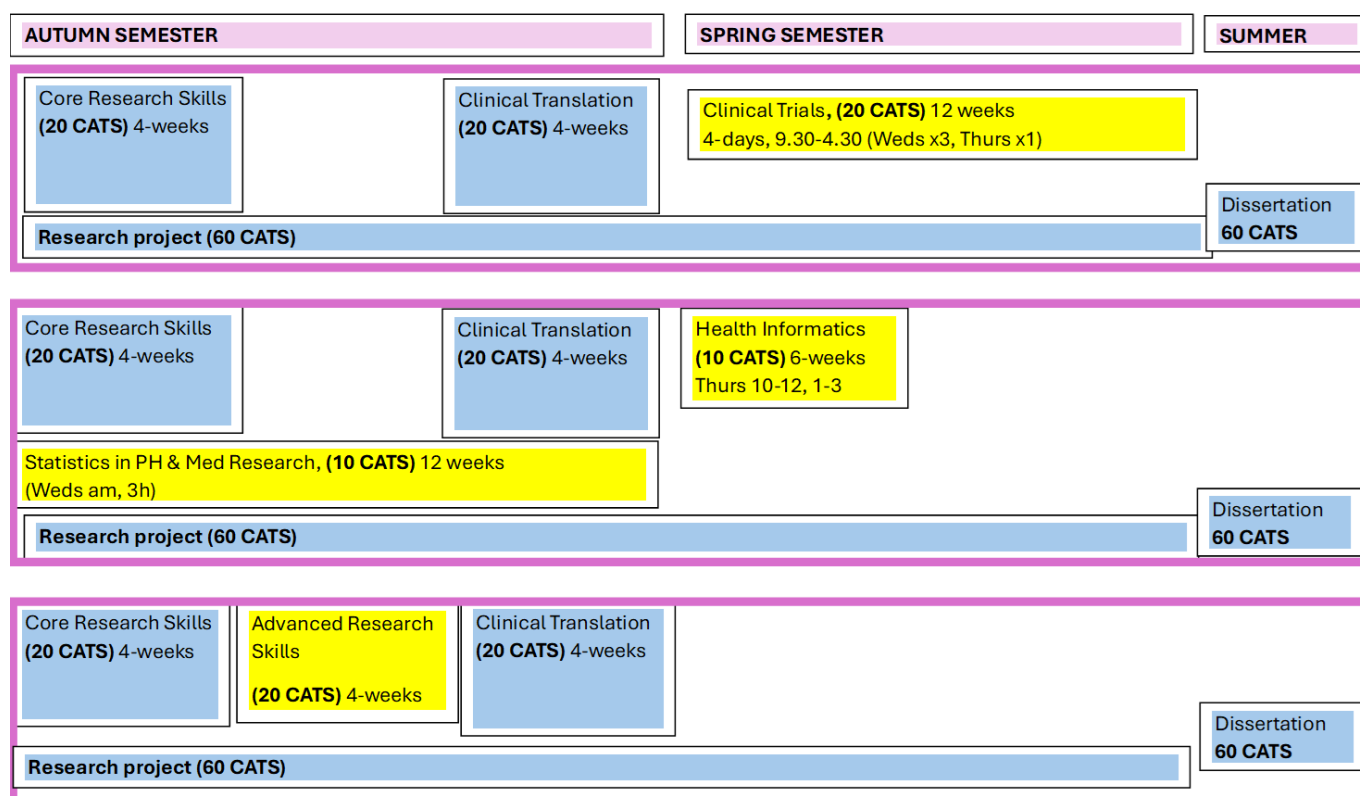 AUTUMN SEMESTER
SPRING SEMESTER
SUMMER
Core Research Skills
(20 CATS) 4-weeks
Clinical Translation
(20 CATS) 4-weeks
Clinical Trials, (20 CATS) 12 weeks
4-days, 9.30-4.30 (Weds x3, Thurs x1)
Dissertation
60 CATS
Research project (60 CATS)
Core Research Skills
(20 CATS) 4-weeks
Clinical Translation
(20 CATS) 4-weeks
Health Informatics
(10 CATS) 6-weeks
Thurs 10-12, 1-3
Statistics in PH & Med Research, (10 CATS) 12 weeks
(Weds am, 3h)
Dissertation
60 CATS
Research project (60 CATS)
Core Research Skills
(20 CATS) 4-weeks
Advanced Research
Skills
(20 CATS) 4-weeks
Clinical Translation
(20 CATS) 4-weeks
Dissertation
60 CATS
Research project (60 CATS)